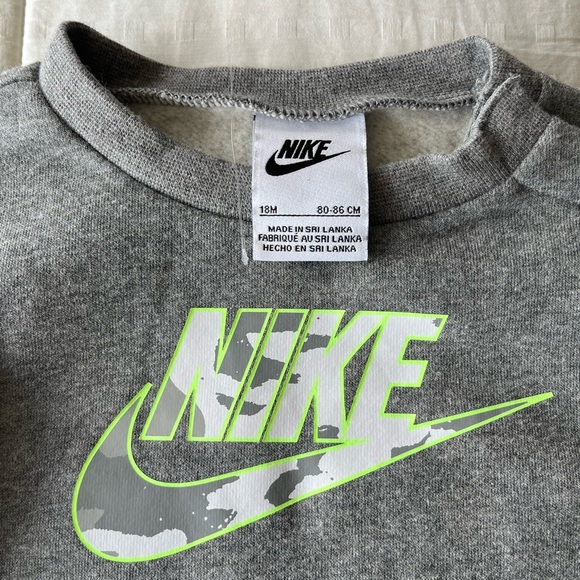 NIKE
18M 80-86 CM
MADE IN SRI LANKA
FABRIQUÉ AU SRI LANKA
HECHO EN SRI LANKA
NIKE